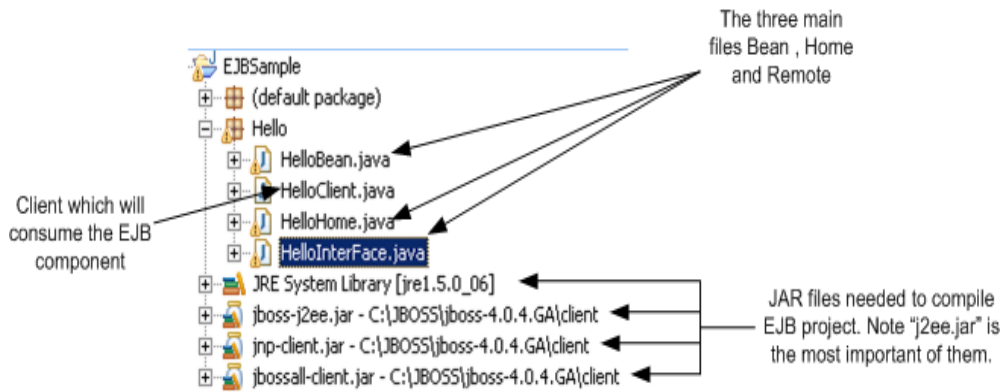 The three main
files Bean , Home
and Remote
EJBSample
(default package)
Hello
HelloBean.java
HelloClient.java
HelloHome.java
HelloInterFace.java
Client which will
consume the EJB
component
JRE System Library [jre1.5.0_06]
jboss-j2ee.jar - C:\JBOSS\jboss-4.0.4.GA\client
jnp-client.jar - C:\JBOSS\jboss-4.0.4.GA\client
jbossall-client.jar - C:\JBOSS\jboss-4.0.4.GA\client
JAR files needed to compile
EJB project. Note “j2ee.jar” is
the most important of them.